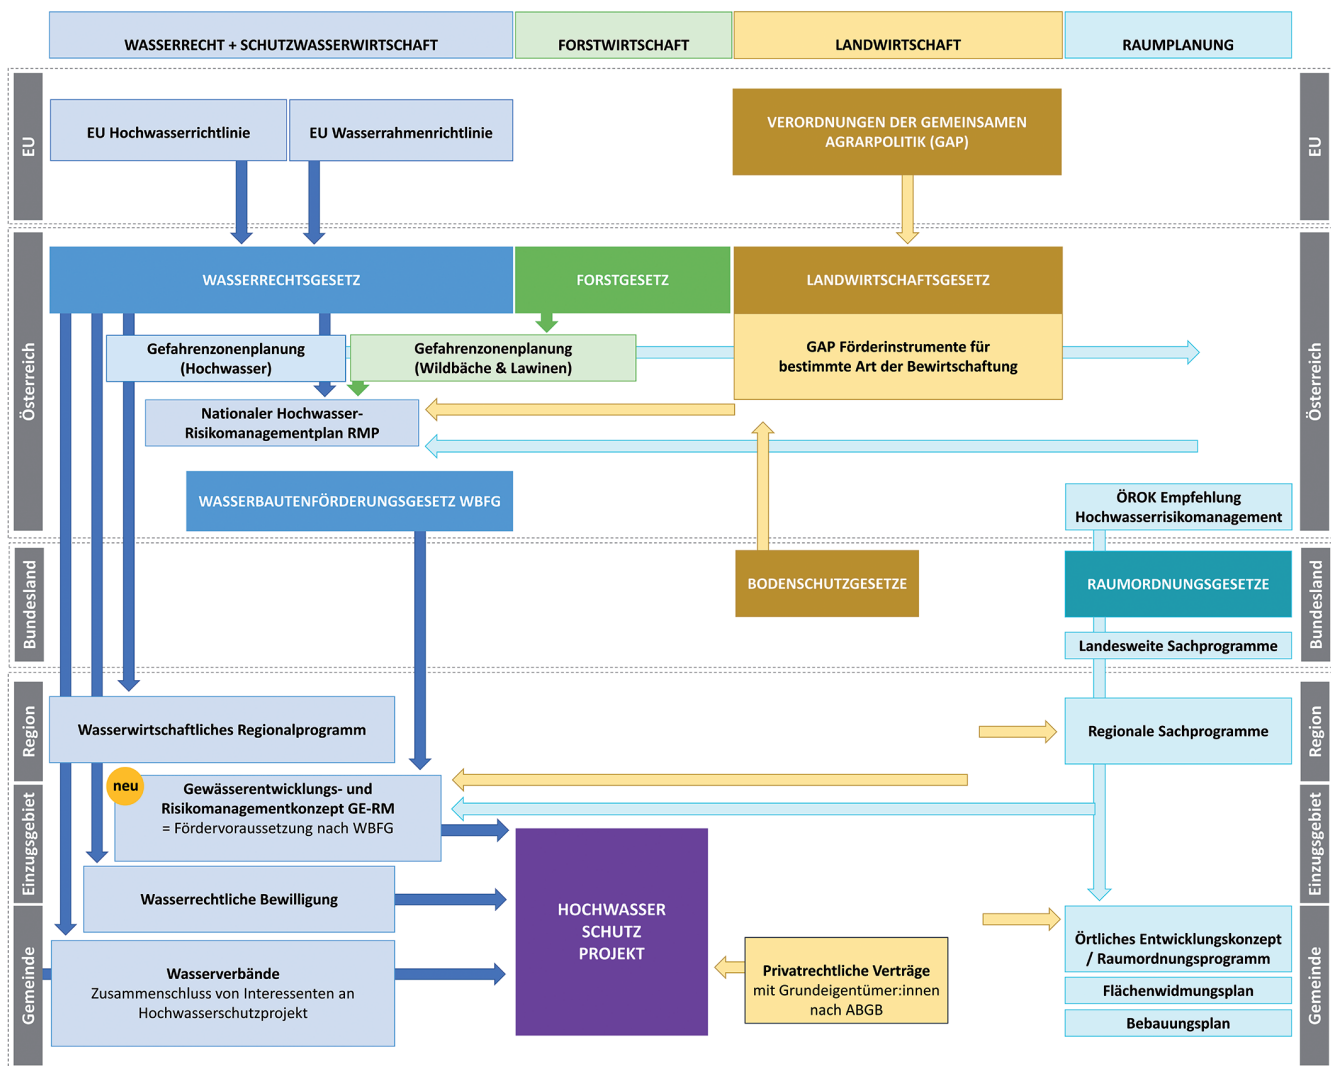 WASSERRECHT + SCHUTZWASSERWIRTSCHAFT
FORSTWIRTSCHAFT
LANDWIRTSCHAFT
RAUMPLANUNG
EU
EU Hochwasserrichtlinie
EU Wasserrahmenrichtlinie
VERORDNUNGEN DER GEMEINSAMEN
AGRARPOLITIK (GAP)
EU
Österreich
WASSERRECHTSGESETZ
FORSTGESETZ
LANDWIRTSCHAFTSGESETZ
Österreich
Gefahrenzonenplanung
(Hochwasser)
Gefahrenzonenplanung
(Wildbäche & Lawinen)
GAP Förderinstrumente für
bestimmte Art der Bewirtschaftung
Nationaler Hochwasser-
Risikomanagementplan RMP
WASSERBAUTENFÖRDERUNGSGESETZ WBFG
ÖROK Empfehlung
Hochwasserrisikomanagement
Bundesland
BODENSCHUTZGESETZE
RAUMORDNUNGSGESETZE
Landesweite Sachprogramme
Bundesland
Region
Wasserwirtschaftliches Regionalprogramm
Regionale Sachprogramme
Region
neu
Gewässerentwicklungs- und
Risikomanagementkonzept GE-RM
= Fördervoraussetzung nach WBFG
Einzugsgebiet
Einzugsgebiet
Wasserrechtliche Bewilligung
HOCHWASSER
SCHUTZ
PROJEKT
Gemeinde
Wasserverbände
Zusammenschluss von Interessenten an
Hochwasserschutzprojekt
Privatrechtliche Verträge
mit Grundeigentümer:innen
nach ABGB
Örtliches Entwicklungskonzept
/ Raumordnungsprogramm
Flächenwidmungsplan
Bebauungsplan
Gemeinde